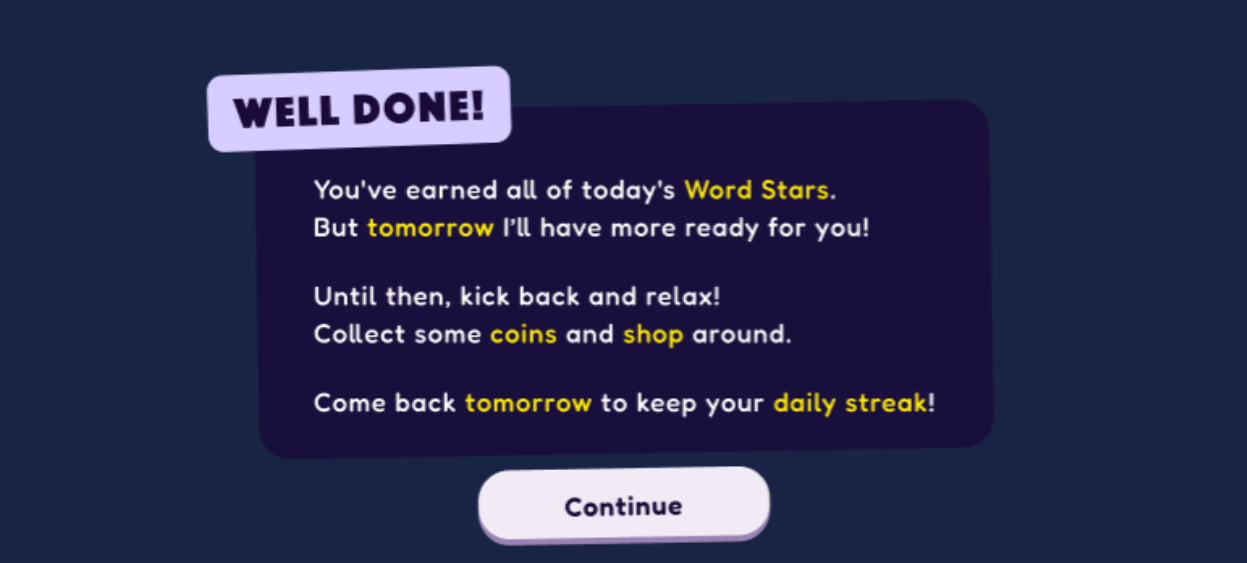 WELL DONE!
You've earned all of today's Word Stars.
But tomorrow I’ll have more ready for you!
Until then, kick back and relax!
Collect some coins and shop around.
Come back tomorrow to keep your daily streak!
Continue